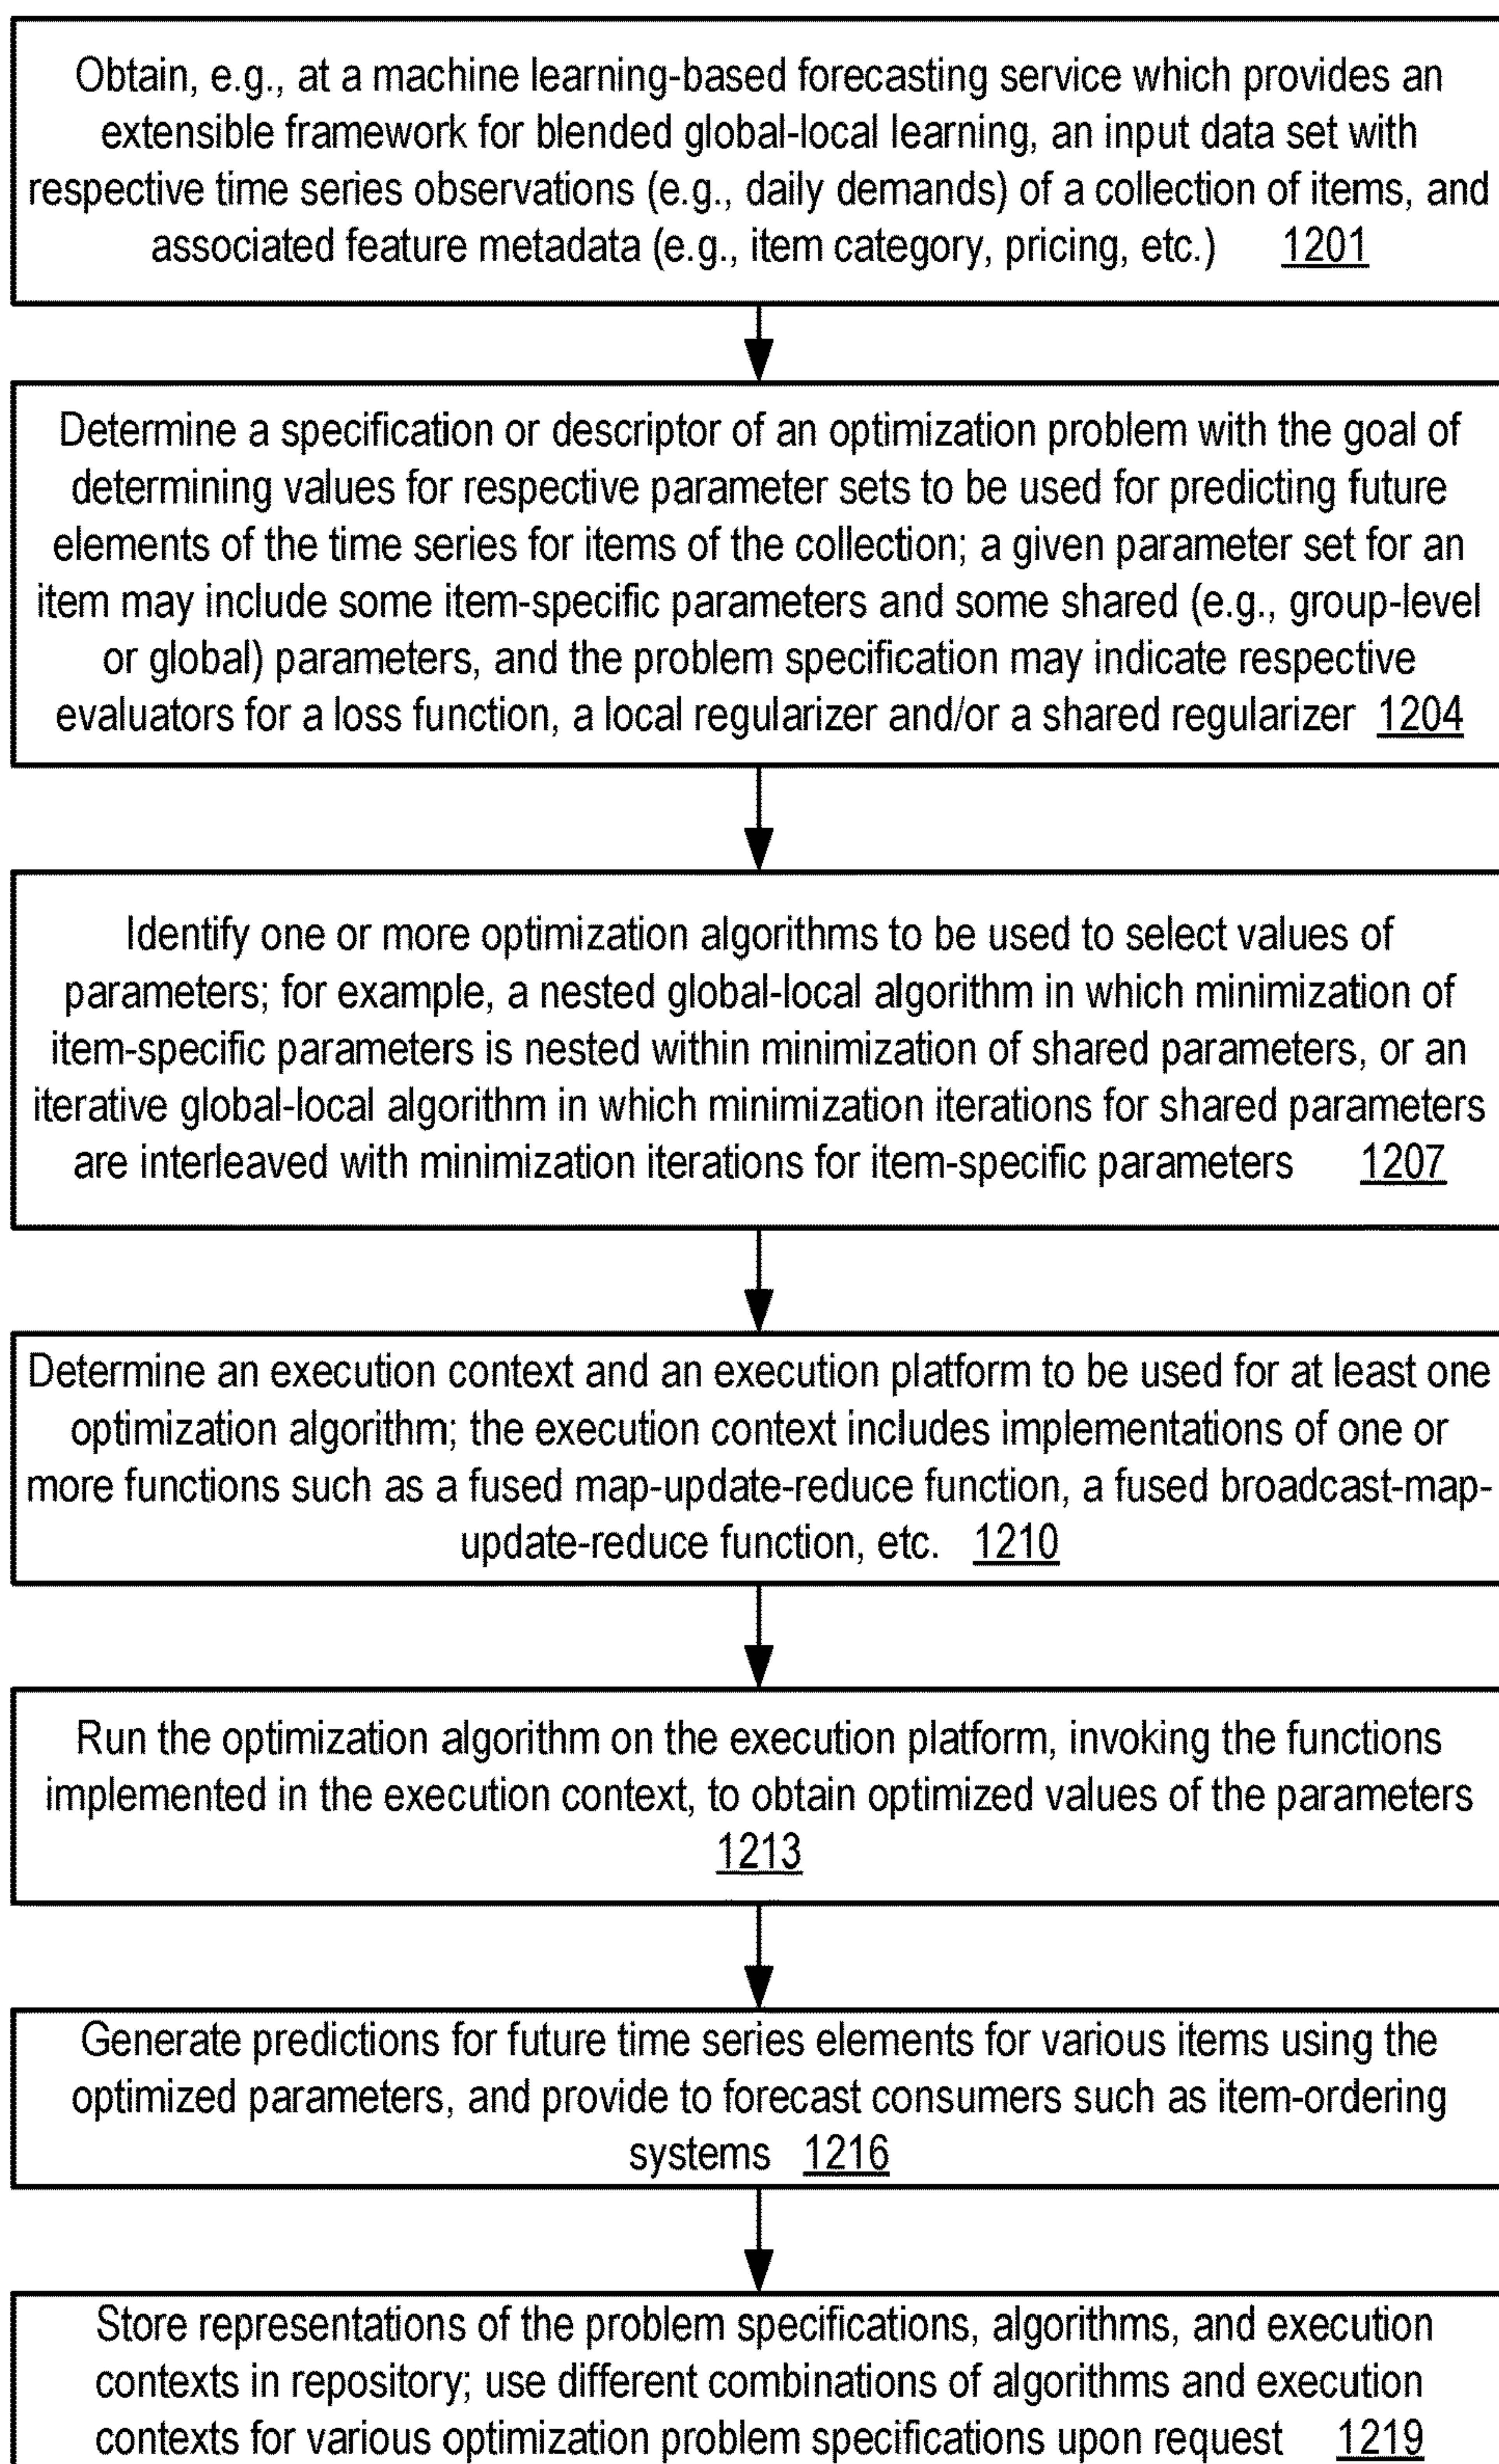 Obtain, e.g., at a machine learning-based forecasting service which provides an
extensible framework for blended global-local learning, an input data set with
respective time series observations (e.g., daily demands) of a collection of items, and
associated feature metadata (e.g., item category, pricing, etc.) 1201
Determine a specification or descriptor of an optimization problem with the goal of
determining values for respective parameter sets to be used for predicting future
elements of the time series for items of the collection; a given parameter set for an
item may include some item-specific parameters and some shared (e.g., group-level
or global) parameters, and the problem specification may indicate respective
evaluators for a loss function, a local regularizer and/or a shared regularizer 1204
Identify one or more optimization algorithms to be used to select values of
parameters; for example, a nested global-local algorithm in which minimization of
item-specific parameters is nested within minimization of shared parameters, or an
iterative global-local algorithm in which minimization iterations for shared parameters
are interleaved with minimization iterations for item-specific parameters 1207
Determine an execution context and an execution platform to be used for at least one
optimization algorithm; the execution context includes implementations of one or
more functions such as a fused map-update-reduce function, a fused broadcast-map-
update-reduce function, etc. 1210
Run the optimization algorithm on the execution platform, invoking the functions
implemented in the execution context, to obtain optimized values of the parameters
1213
Generate predictions for future time series elements for various items using the
optimized parameters, and provide to forecast consumers such as item-ordering
systems 1216
Store representations of the problem specifications, algorithms, and execution
contexts in repository; use different combinations of algorithms and execution
contexts for various optimization problem specifications upon request 1219